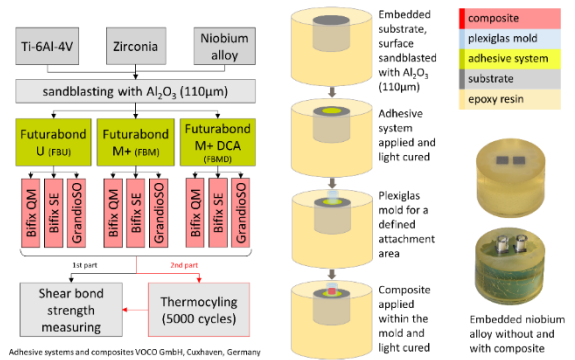 Ti-6Al-4V
Zirconia
Niobium
alloy
sandblasting with Al₂O₃ (110µm)
Futurabond
U (FBU)
Futurabond
M+ (FBM)
Futurabond
M+ DCA
(FBMD)
Bifix QM
Bifix SE
GrandioSO
Bifix QM
Bifix SE
GrandioSO
Bifix QM
Bifix SE
GrandioSO
1st part
2nd part
Shear bond
strength
measuring
Thermocyling
(5000 cycles)
Adhesive systems and composites VOCO GmbH, Cuxhaven, Germany
Embedded
substrate,
surface
sandblasted
with Al₂O₃
(110µm)
Adhesive
system
applied and
light cured
Plexiglas
mold for a
defined
attachment
area
Composite
applied
within the
mold and
light cured
composite
plexiglas mold
adhesive system
substrate
epoxy resin
Embedded niobium
alloy without and
with composite